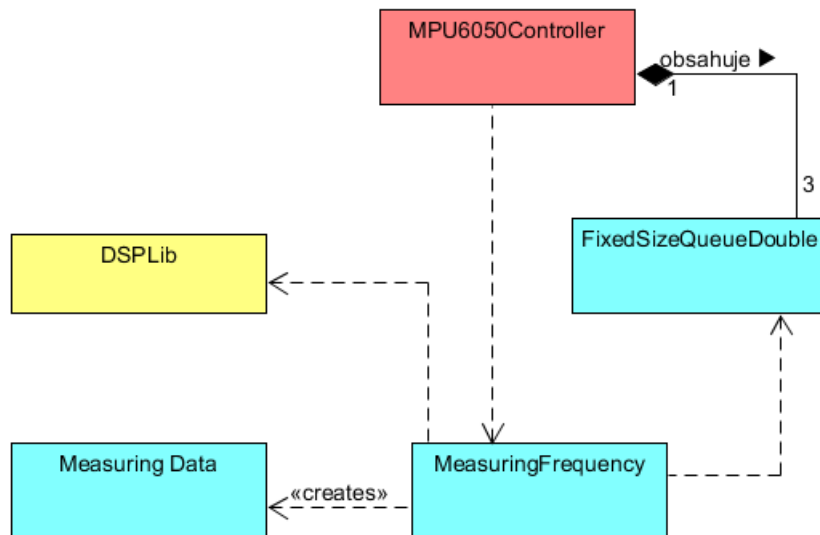 MPU6050Controller
obsahuje ▶
1
3
DSPLib
FixedSizeQueueDouble
Measuring Data
«creates»
MeasuringFrequency